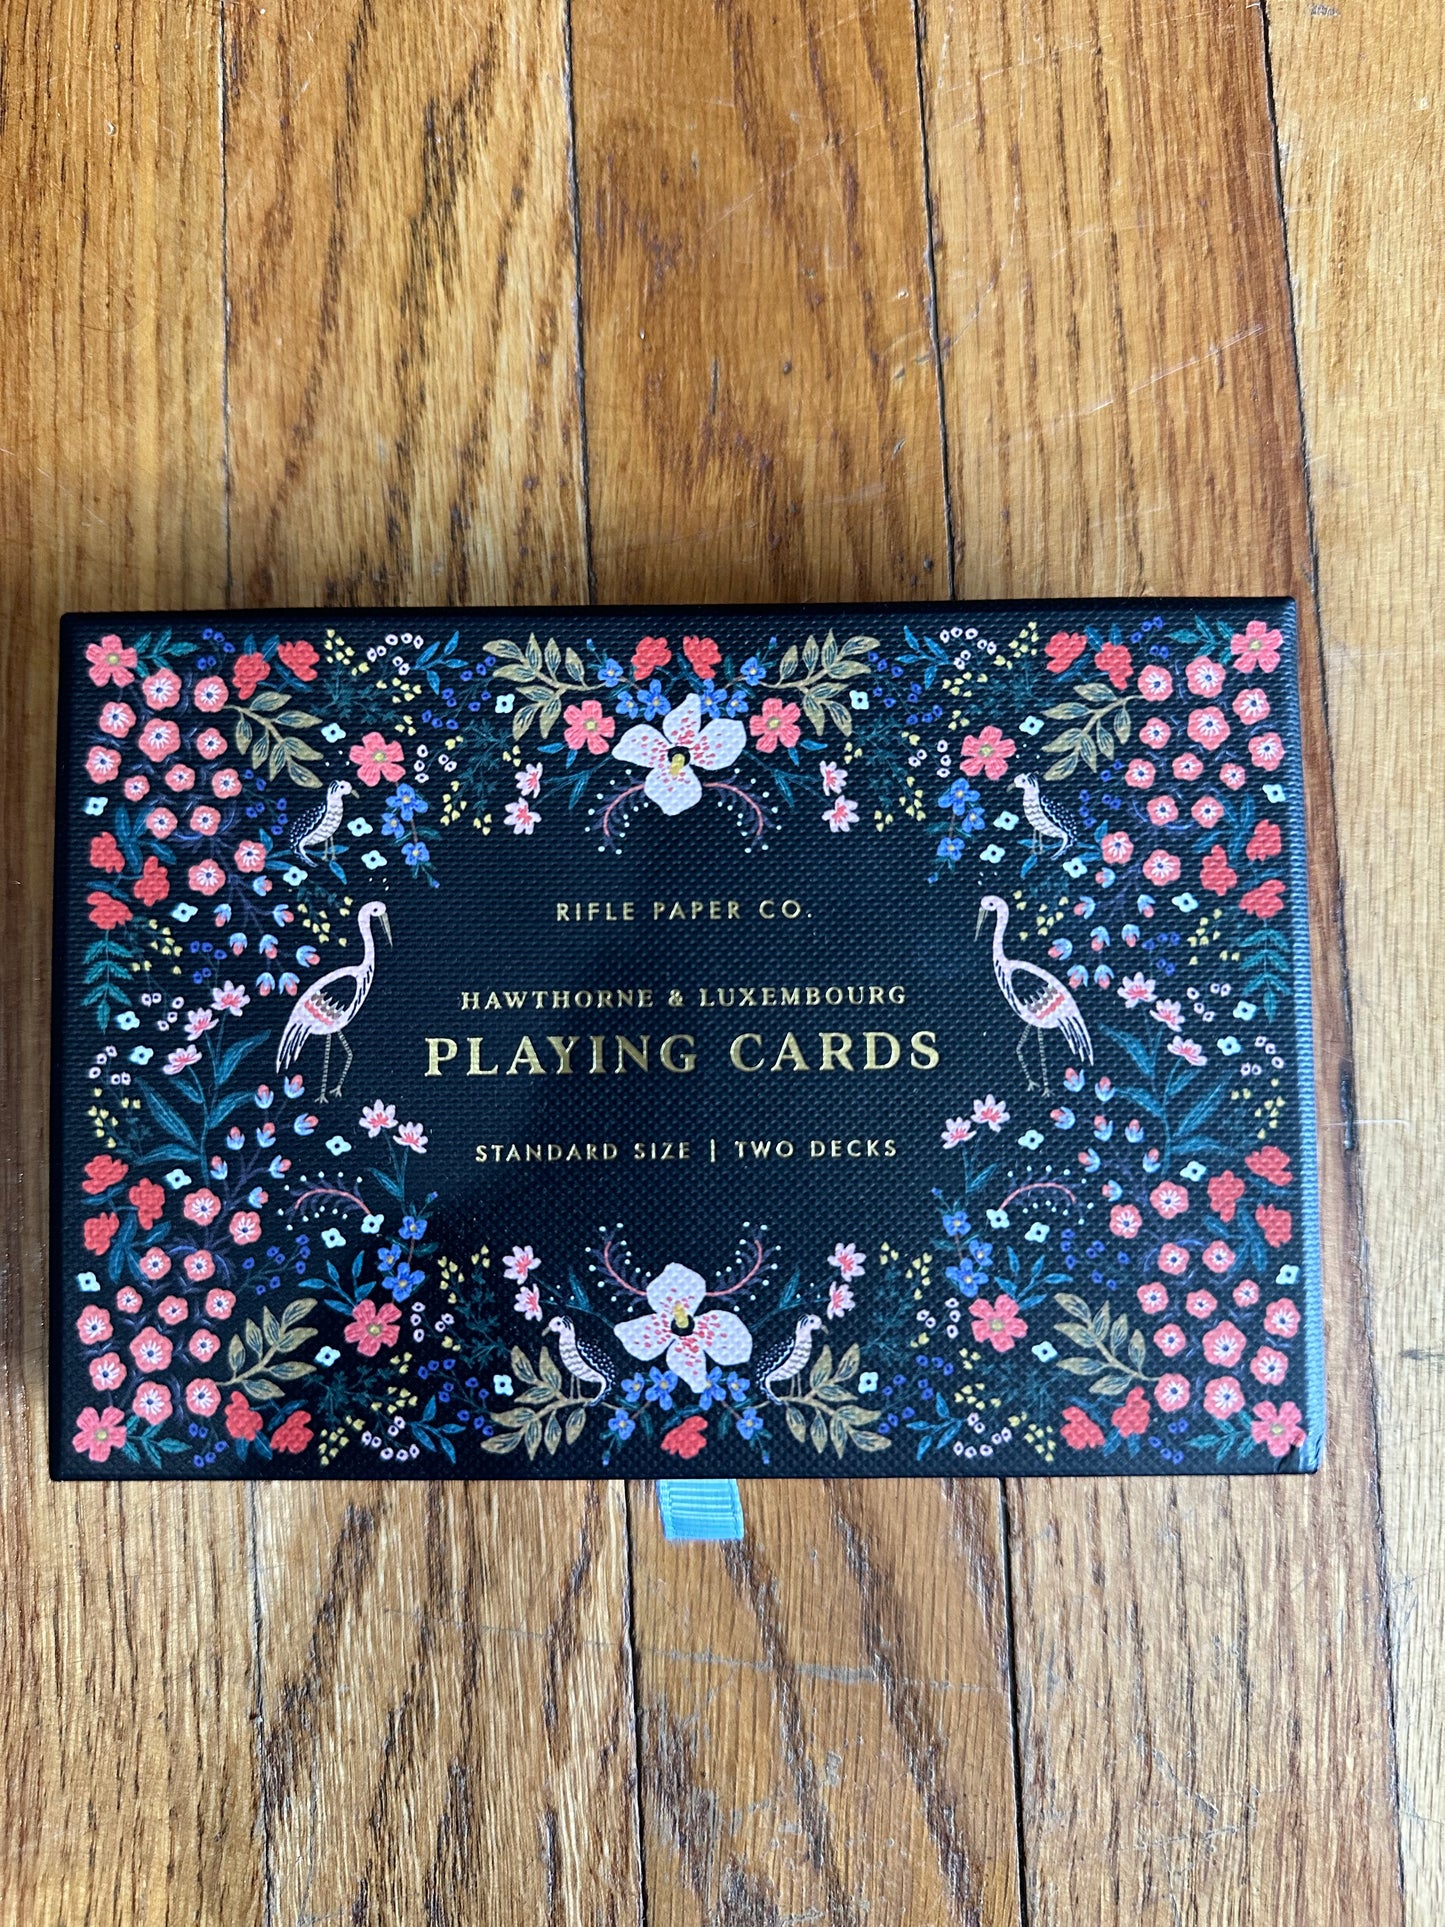 RIFLE PAPER CO.
HAWTHORNE & LUXEMBOURG
PLAYING CARDS
STANDARD SIZE | TWO DECKS